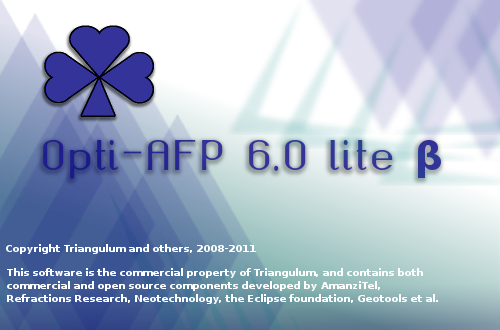 Opti-AFP 6.0 lite β
Copyright Triangulum and others, 2008-2011
This software is the commercial property of Triangulum, and contains both
commercial and open source components developed by AmanziTel,
Refractions Research, Neotechnology, the Eclipse foundation, Geotools et al.